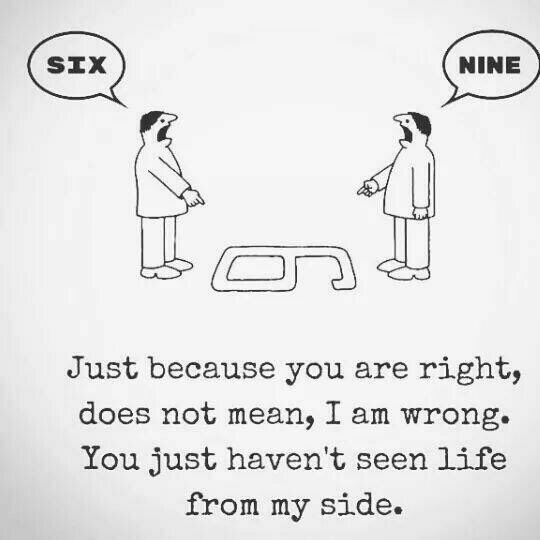 SIX
NINE
Just because you are right,
does not mean, I am wrong.
You just haven't seen life
from my side.